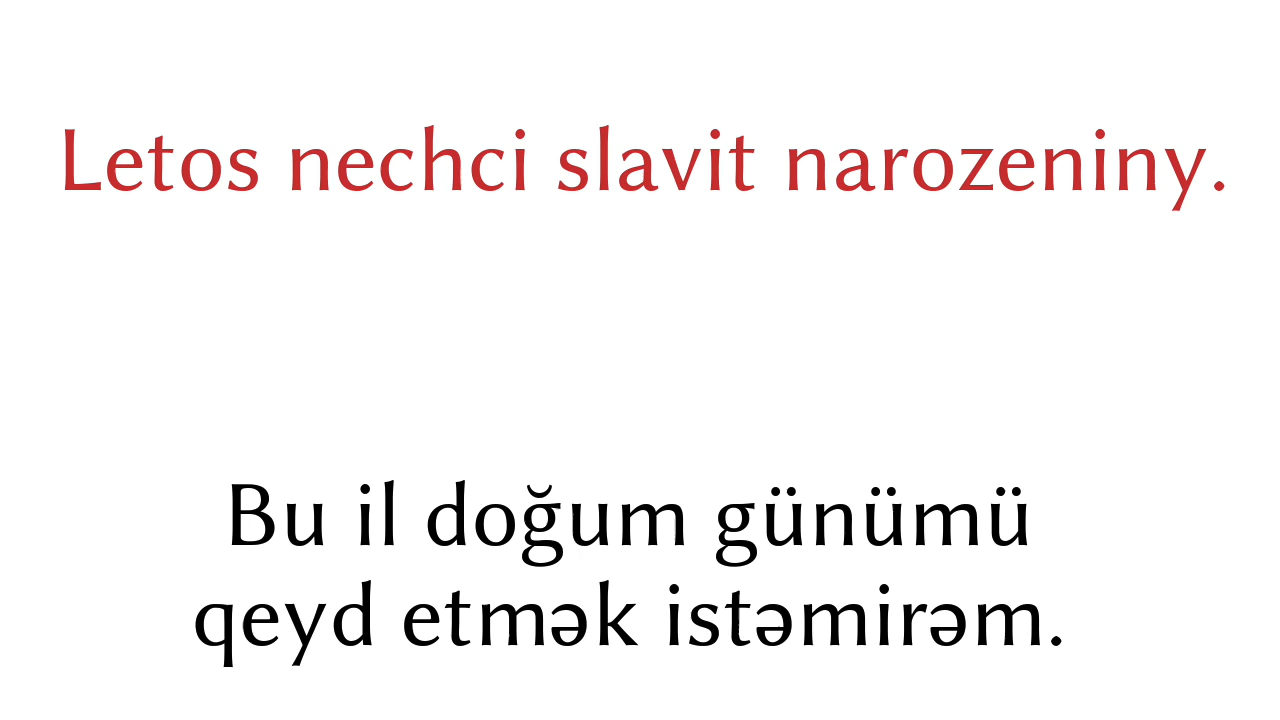 Letos nechci slavit narozeniny.
Bu il doğum günümü
qeyd etmək istəmirəm.